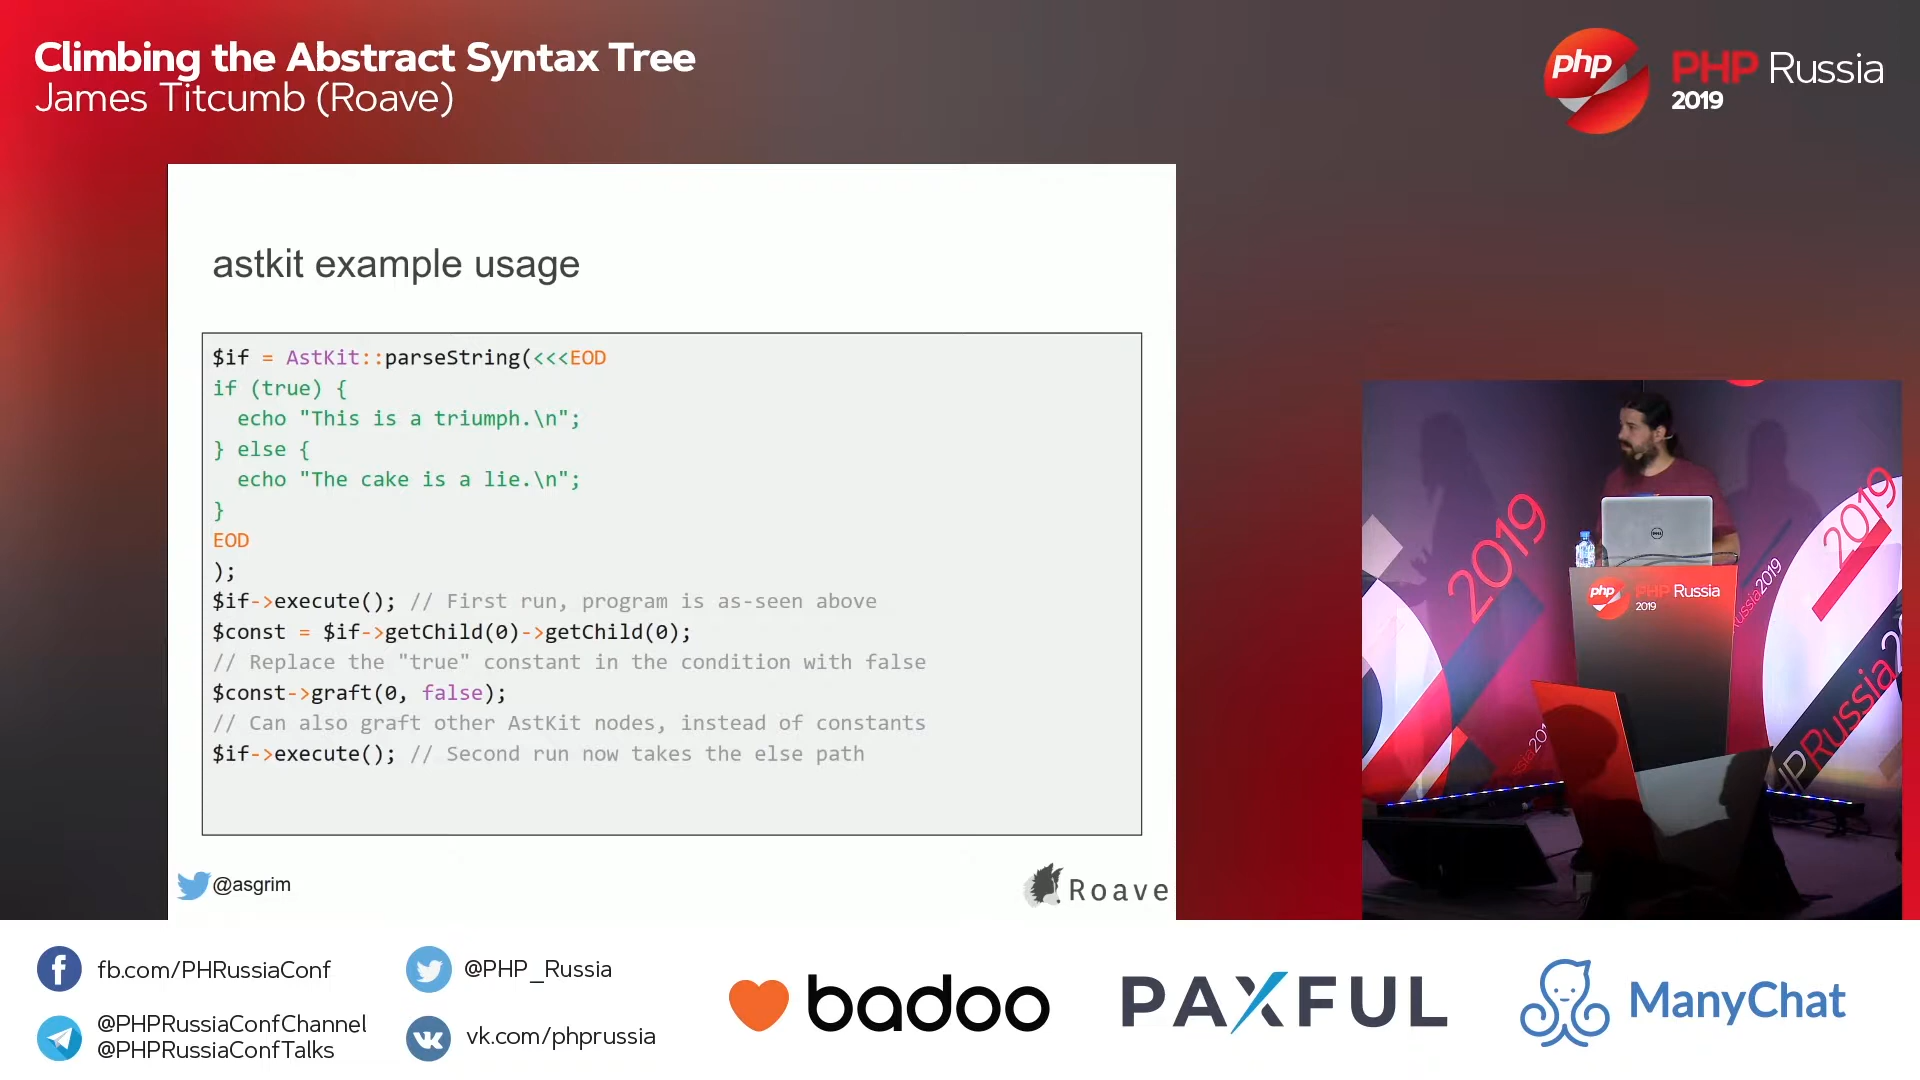 Climbing the Abstract Syntax Tree
James Titcumb (Roave)
php
PHP Russia
2019
astkit example usage
$if = AstKit::parseString(<<<EOD
if (true) {
  echo "This is a triumph.\n";
} else {
  echo "The cake is a lie.\n";
}
EOD
);
$if->execute(); // First run, program is as-seen above
$const = $if->getChild(0)->getChild(0);
// Replace the "true" constant in the condition with false
$const->graft(0, false);
// Can also graft other AstKit nodes, instead of constants
$if->execute(); // Second run now takes the else path
@asgrim
Roave
2019
2019
php
PHP Russia
2019
fb.com/PHRussiaConf
@PHP_Russia
@PHPRussiaConfChannel
@PHPRussiaConfTalks
vk.com/phprussia
badoo
PAXFUL
ManyChat